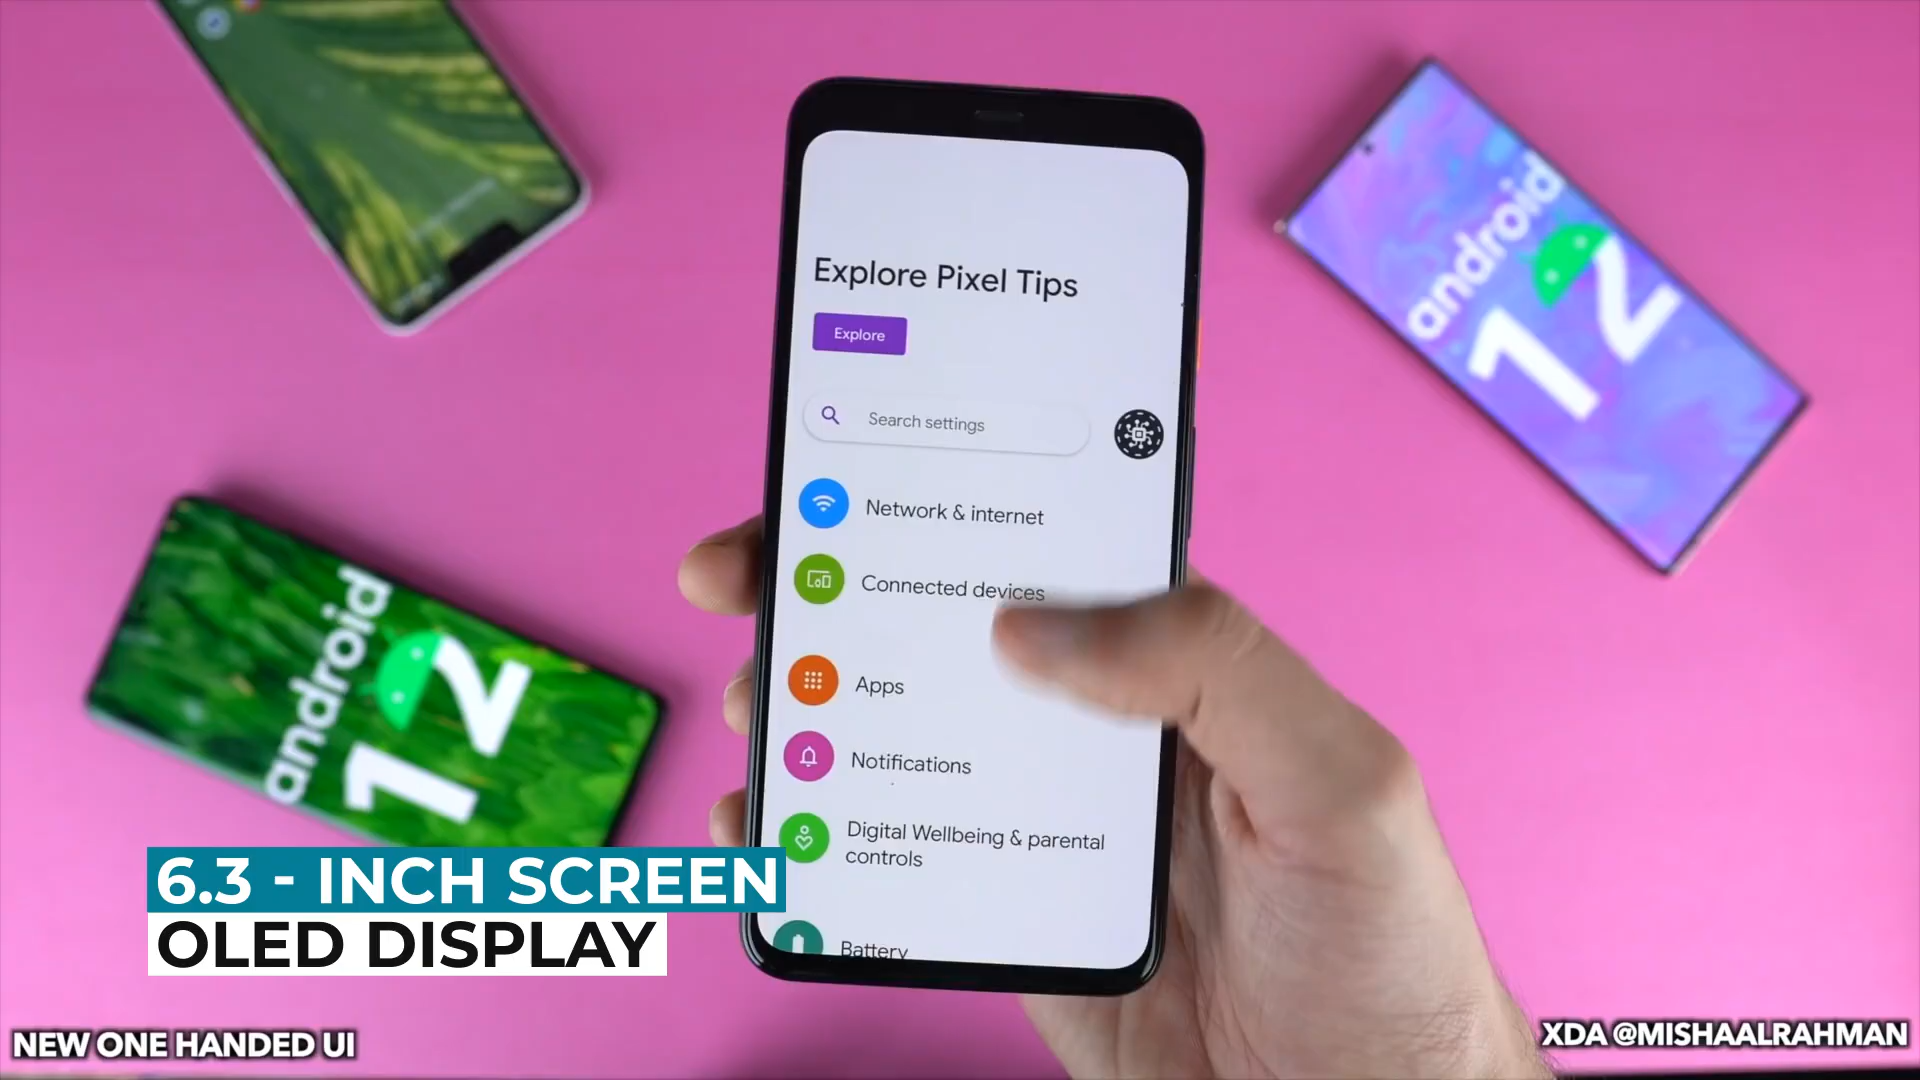 Explore Pixel Tips
Explore
Search settings
Network & internet
Connected devices
Apps
Notifications
Digital Wellbeing & parental
controls
Battery
android
12
android
12
6.3 - INCH SCREEN
OLED DISPLAY
NEW ONE HANDED UI
XDA @MISHAALRAHMAN